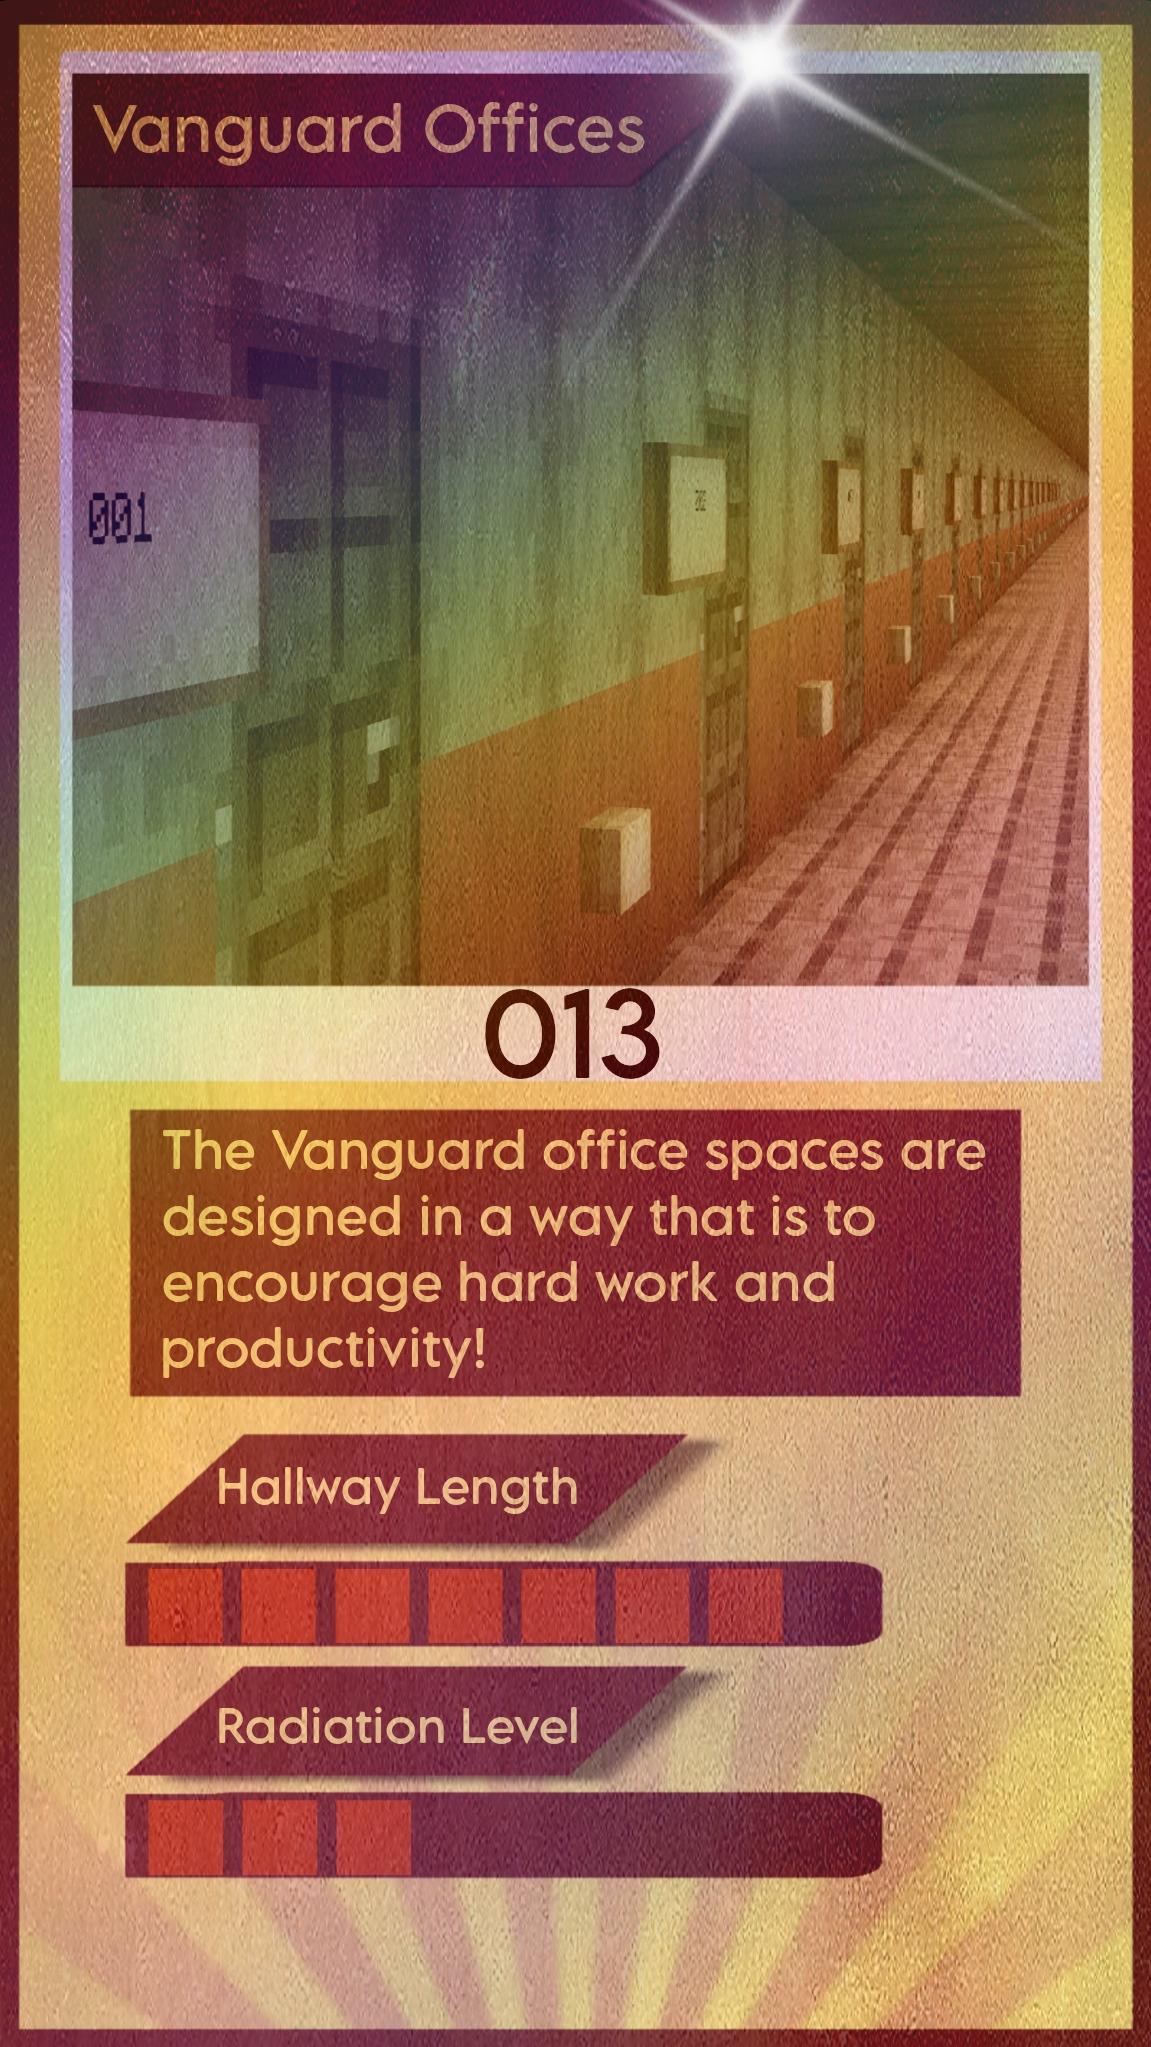 Vanguard Offices
001
013
The Vanguard office spaces are
designed in a way that is to
encourage hard work and
productivity!
Hallway Length
Radiation Level